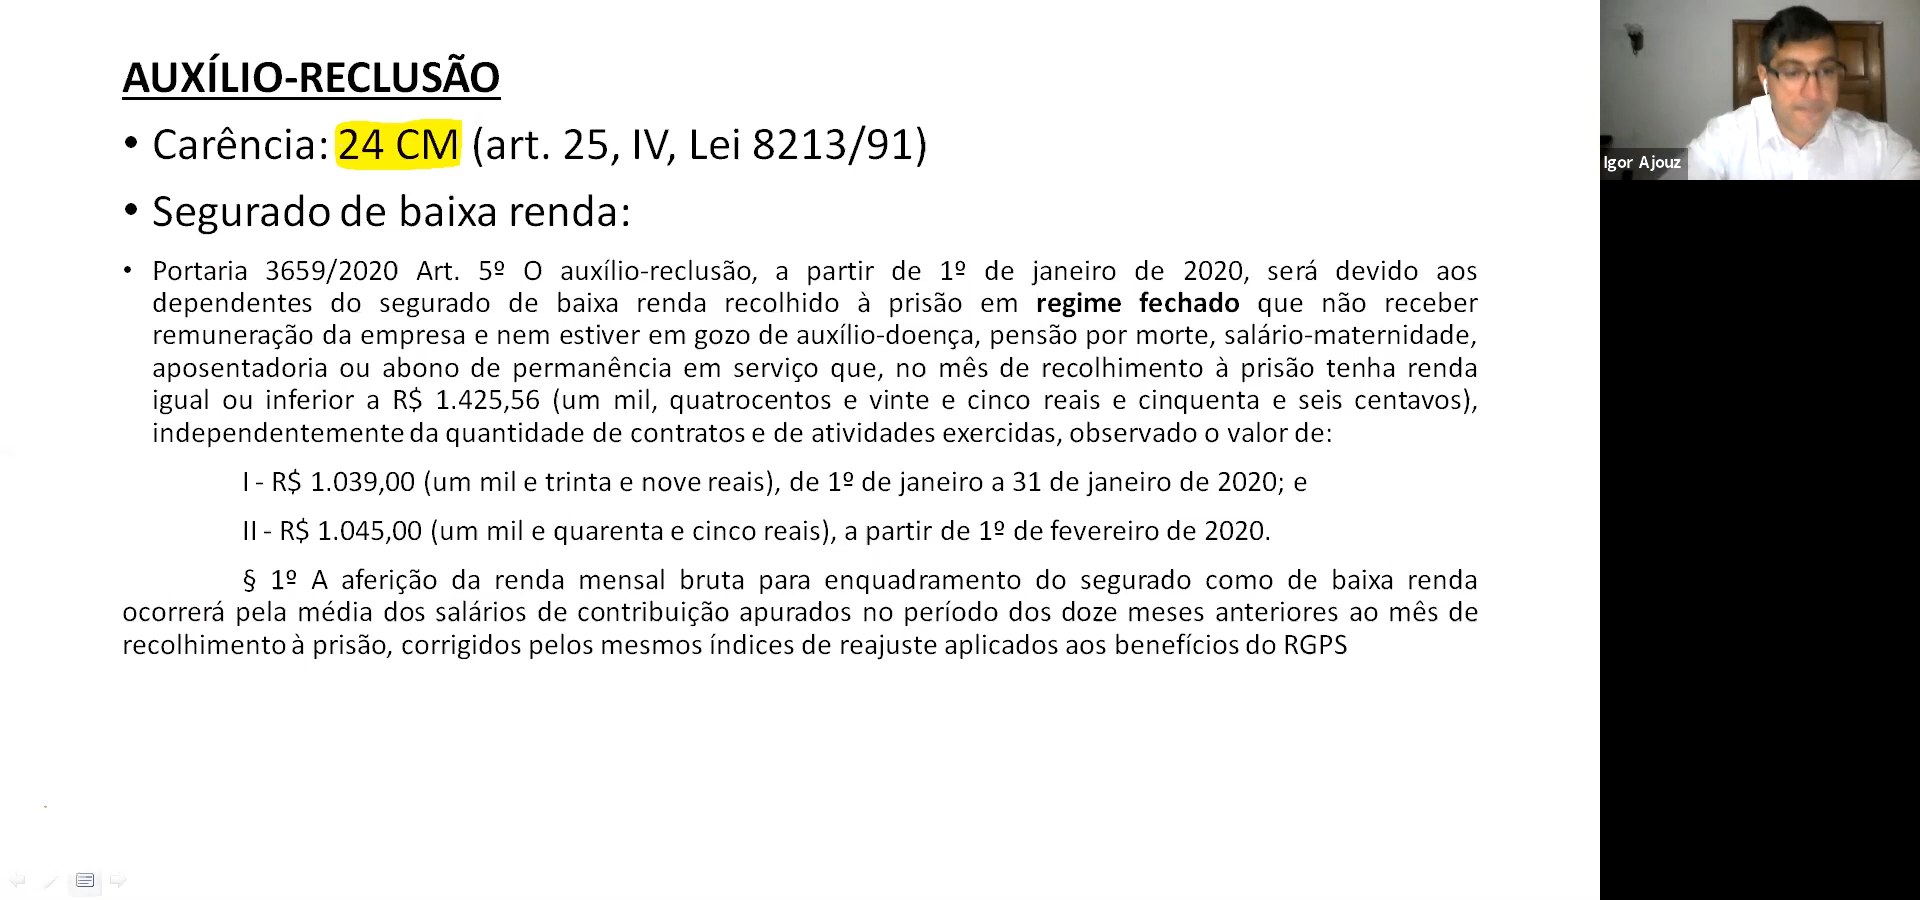 AUXÍLIO-RECLUSÃO
• Carência: 24 CM (art. 25, IV, Lei 8213/91)
• Segurado de baixa renda:
• Portaria 3659/2020 Art. 5º O auxílio-reclusão, a partir de 1º de janeiro de 2020, será devido aos
dependentes do segurado de baixa renda recolhido à prisão em regime fechado que não receber
remuneração da empresa e nem estiver em gozo de auxílio-doença, pensão por morte, salário-maternidade,
aposentadoria ou abono de permanência em serviço que, no mês de recolhimento à prisão tenha renda
igual ou inferior a R$ 1.425,56 (um mil, quatrocentos e vinte e cinco reais e cinquenta e seis centavos),
independentemente da quantidade de contratos e de atividades exercidas, observado o valor de:
I - R$ 1.039,00 (um mil e trinta e nove reais), de 1º de janeiro a 31 de janeiro de 2020; e
II - R$ 1.045,00 (um mil e quarenta e cinco reais), a partir de 1º de fevereiro de 2020.
§ 1º A aferição da renda mensal bruta para enquadramento do segurado como de baixa renda
ocorrerá pela média dos salários de contribuição apurados no período dos doze meses anteriores ao mês de
recolhimento à prisão, corrigidos pelos mesmos índices de reajuste aplicados aos benefícios do RGPS
Igor Ajouz